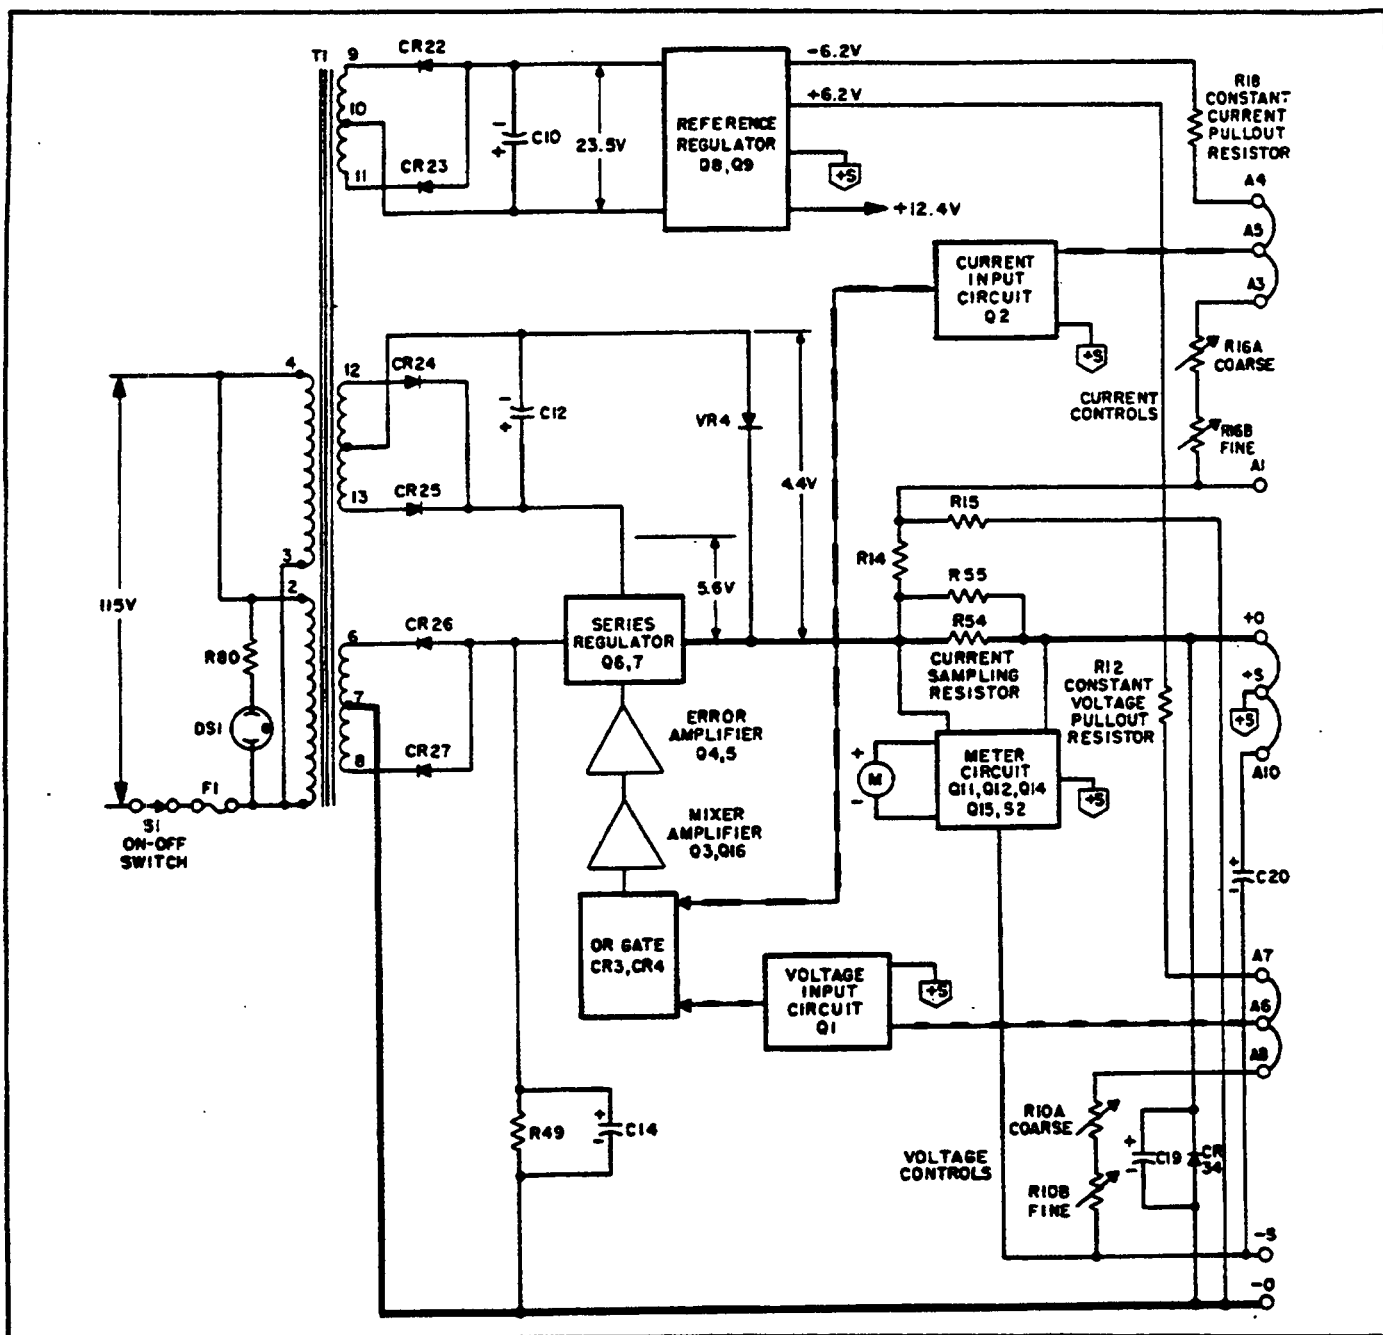 T1
9
10
11
CR22
CR23
-
+
C10
23.5V
REFERENCE
REGULATOR
Q8,Q9
-6.2V
+6.2V
+S
+12.4V
R18
CONSTANT
CURRENT
PULLOUT
RESISTOR
A4
A5
A3
CURRENT
INPUT
CIRCUIT
Q2
+S
R16A
COARSE
CURRENT
CONTROLS
R16B
FINE
A1
4
3
2
115V
R80
DS1
F1
S1
ON-OFF
SWITCH
12
13
CR24
CR25
-
+
C12
VR4
4.4V
5.6V
6
7
8
CR26
CR27
SERIES
REGULATOR
Q6,7
ERROR
AMPLIFIER
Q4,5
MIXER
AMPLIFIER
Q3,Q16
OR GATE
CR3,CR4
R15
R14
R55
R54
CURRENT
SAMPLING
RESISTOR
R12
CONSTANT
VOLTAGE
PULLOUT
RESISTOR
+O
+S
+S
A10
+
M
-
METER
CIRCUIT
Q11,Q12,Q14
Q15,S2
+S
+
C20
-
VOLTAGE
INPUT
CIRCUIT
Q1
+S
A7
A6
A8
R49
+
-
C14
VOLTAGE
CONTROLS
R10A
COARSE
R10B
FINE
+
C19
-
CR
34
-S
-O